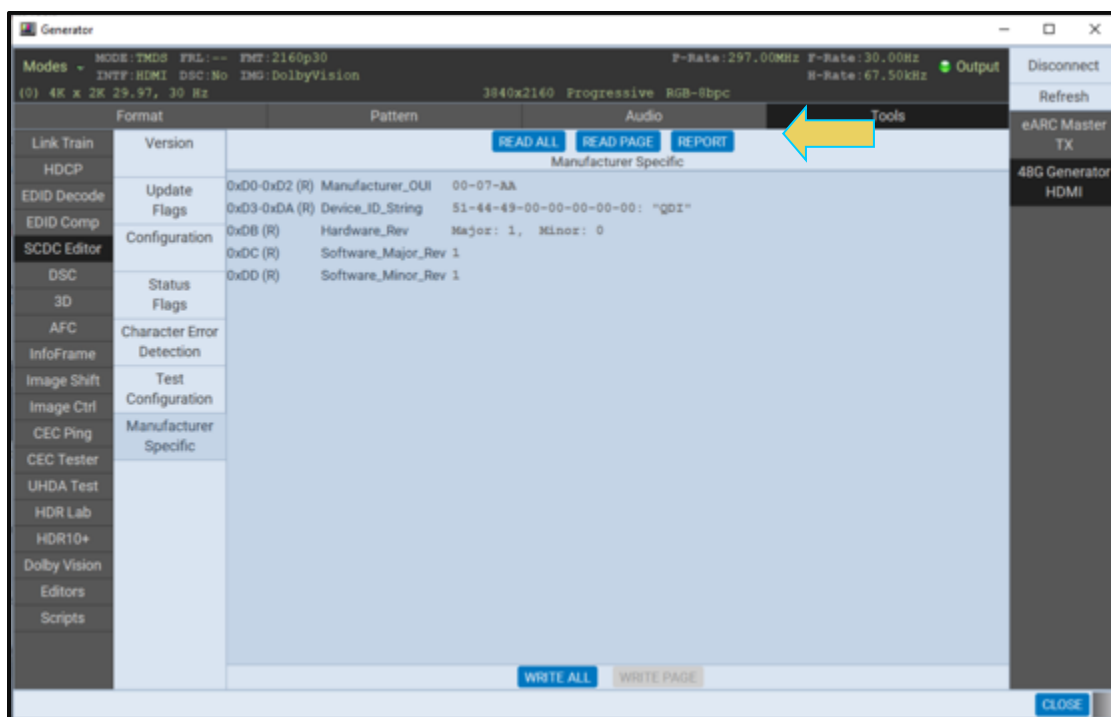 Generator
Modes MODE:TMDS FRL:-- FMT:2160p30 P-Rate:297.00MHz F-Rate:30.00Hz Output
INTF:HDMI DSC:No IMG:DolbyVision H-Rate:67.50kHz
(0) 4K x 2K 29.97, 30 Hz 3840x2160 Progressive RGB-8bpc
Disconnect
Refresh
eARC Master
TX
48G Generator
HDMI
Format Pattern Audio Tools
Link Train
HDCP
EDID Decode
EDID Comp
SCDC Editor
DSC
3D
AFC
InfoFrame
Image Shift
Image Ctrl
CEC Ping
CEC Tester
UHDA Test
HDR Lab
HDR10+
Dolby Vision
Editors
Scripts
Version
Update
Flags
Configuration
Status
Flags
Character Error
Detection
Test
Configuration
Manufacturer
Specific
READ ALL READ PAGE REPORT
Manufacturer Specific
0xD0-0xD2 (R) Manufacturer_OUI 00-07-AA
0xD3-0xDA (R) Device_ID_String 51-44-49-00-00-00-00-00: "QDI"
0xDB (R) Hardware_Rev Major: 1, Minor: 0
0xDC (R) Software_Major_Rev 1
0xDD (R) Software_Minor_Rev 1
WRITE ALL WRITE PAGE
CLOSE